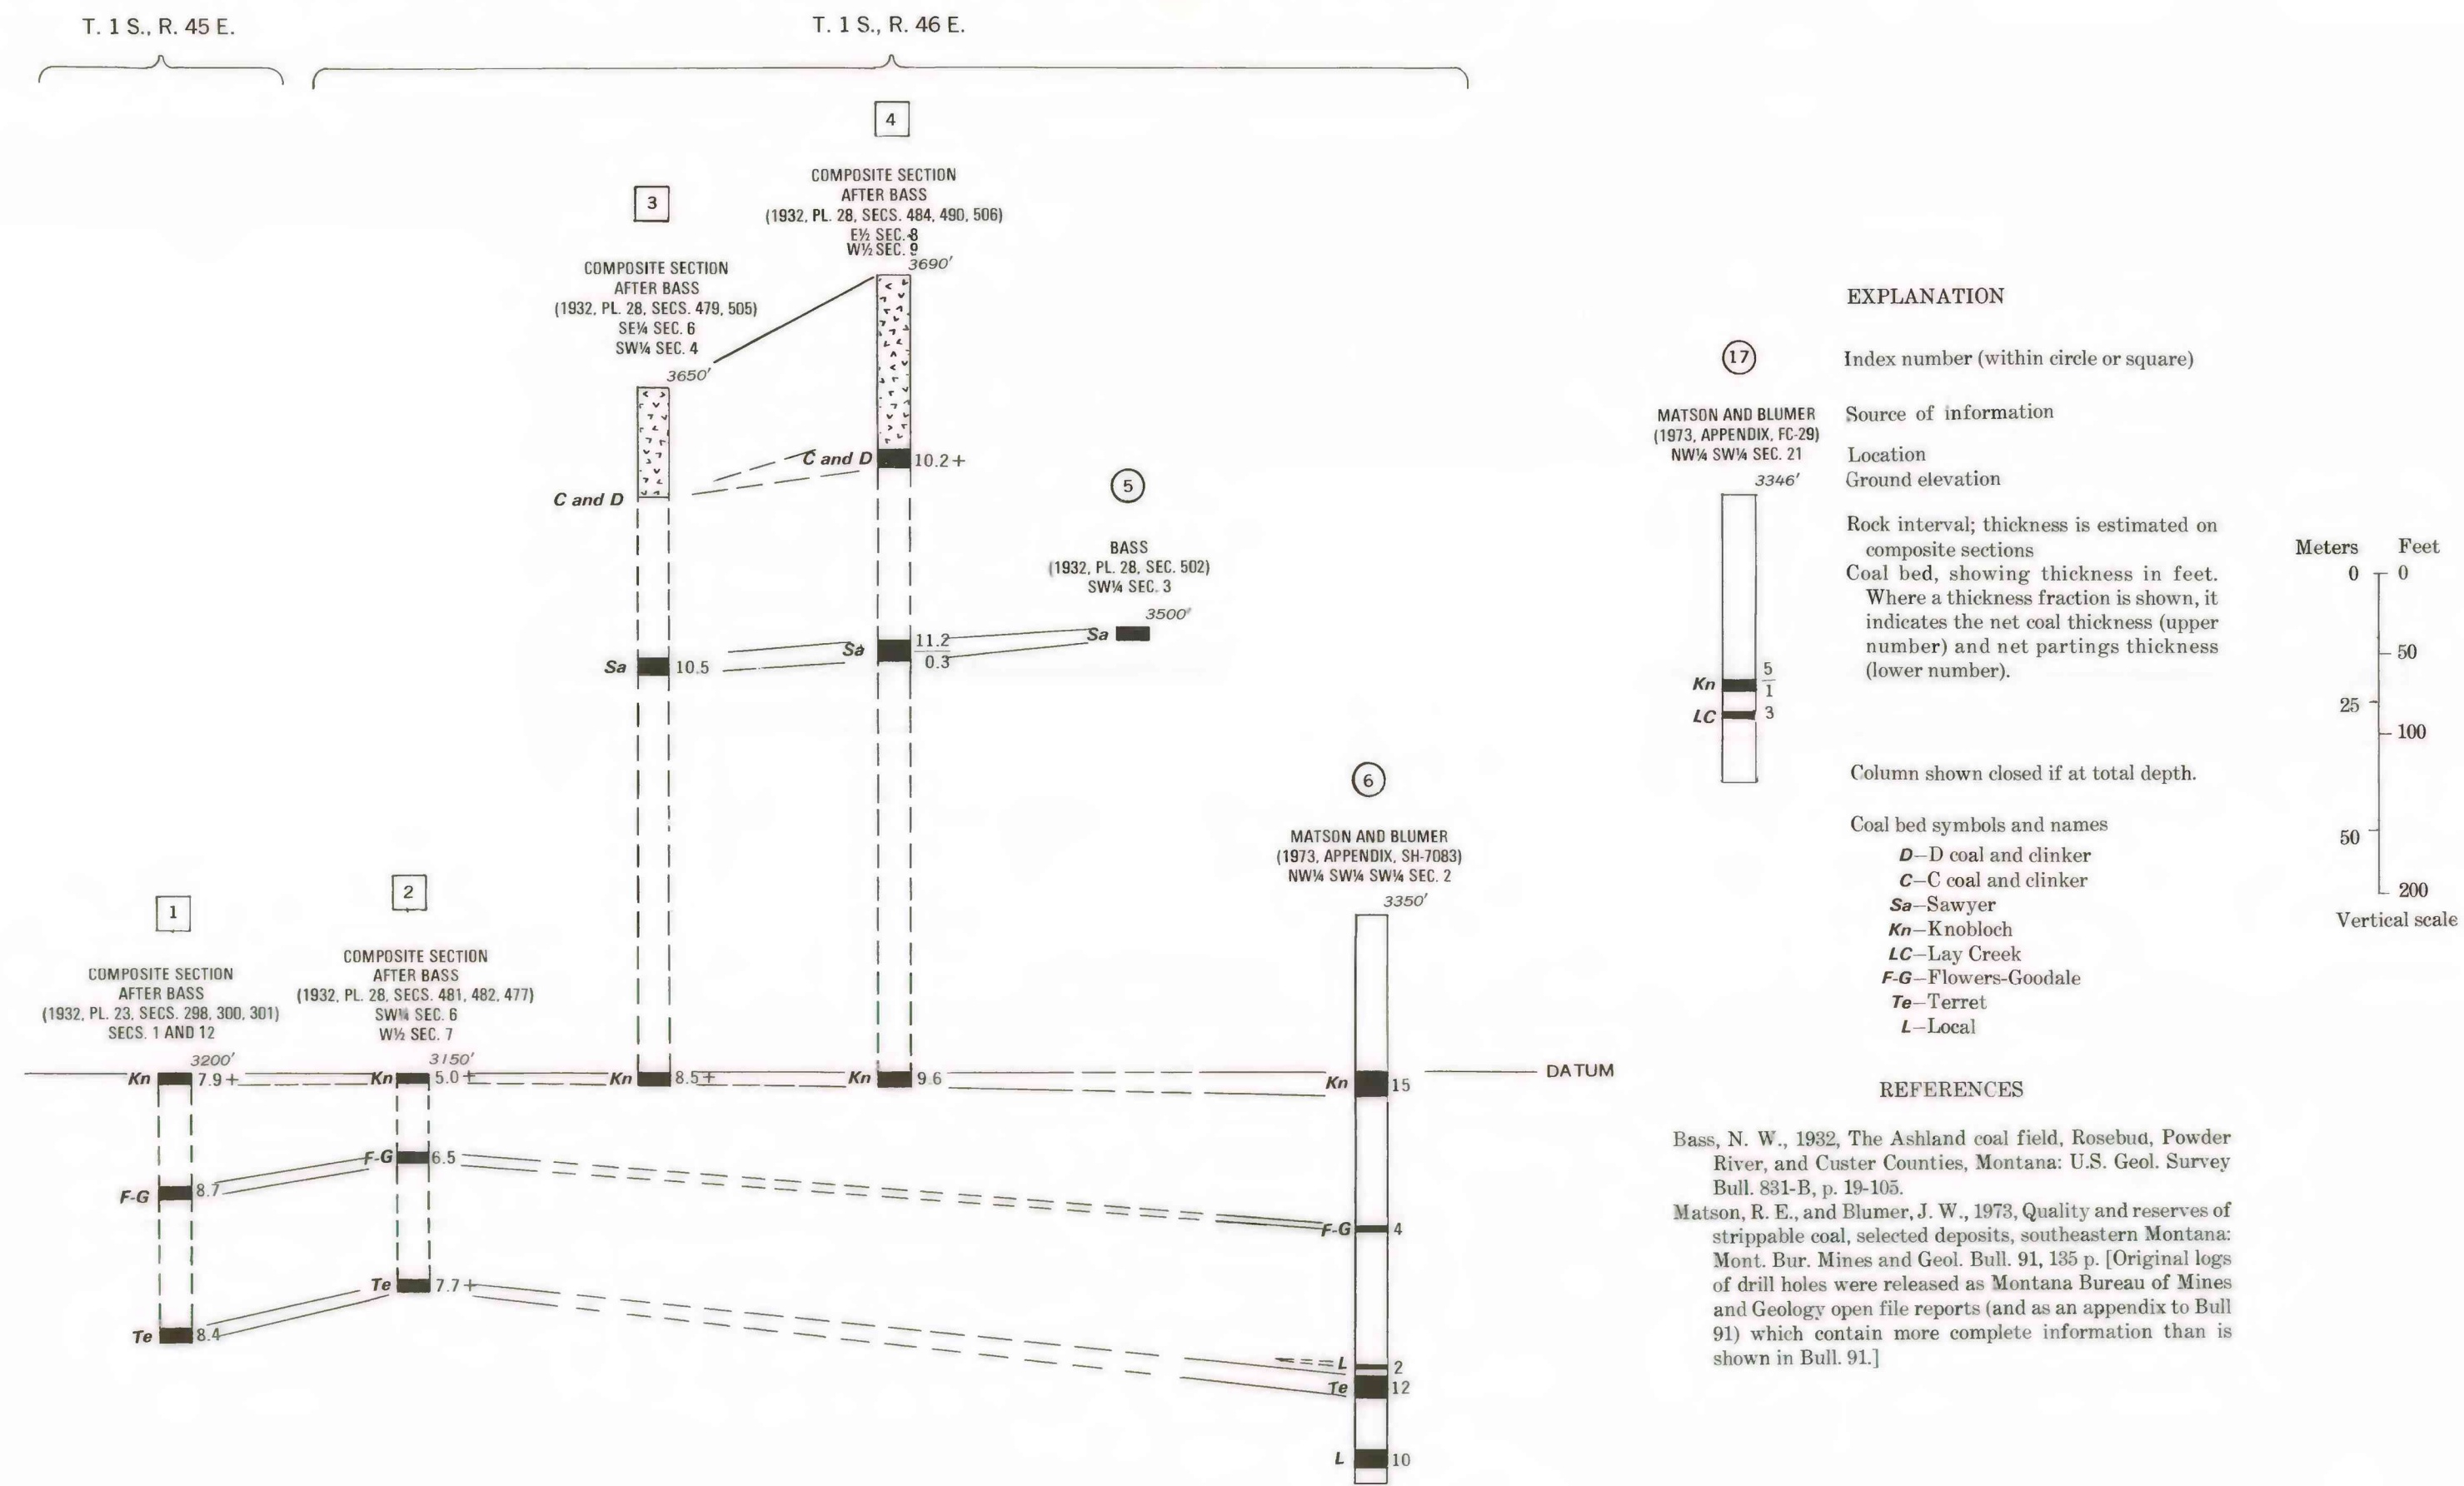 T. 1 S., R. 45 E.
T. 1 S., R. 46 E.
4
COMPOSITE SECTION
AFTER BASS
(1932, PL. 28, SECS. 484, 490, 506)
E½ SEC. 8
W½ SEC. 9
3690'
3
COMPOSITE SECTION
AFTER BASS
(1932, PL. 28, SECS. 479, 505)
SE¼ SEC. 6
SW¼ SEC. 4
3650'
C and D
C and D
10.2+
5
BASS
(1932, PL. 28, SEC. 502)
SW¼ SEC. 3
3500'
Sa
10.5
Sa
11.2
0.3
Sa
6
MATSON AND BLUMER
(1973, APPENDIX, SH-7083)
NW¼ SW¼ SW¼ SEC. 2
3350'
1
COMPOSITE SECTION
AFTER BASS
(1932, PL. 23, SECS. 298, 300, 301)
SECS. 1 AND 12
3200'
2
COMPOSITE SECTION
AFTER BASS
(1932, PL. 28, SECS. 481, 482, 477)
SW¼ SEC. 6
W½ SEC. 7
3150'
Kn
7.9+
Kn
5.0+
Kn
8.5+
Kn
9.6
Kn
15
DATUM
F-G
8.7
F-G
6.5
F-G
4
Te
8.4
Te
7.7+
L
2
Te
12
L
10
EXPLANATION
17
Index number (within circle or square)
MATSON AND BLUMER
(1973, APPENDIX, FC-29)
NW¼ SW¼ SEC. 21
3346'
Source of information
Location
Ground elevation
Rock interval; thickness is estimated on
composite sections
Coal bed, showing thickness in feet.
Where a thickness fraction is shown, it
indicates the net coal thickness (upper
number) and net partings thickness
(lower number).
Kn
5
1
LC
3
Column shown closed if at total depth.
Coal bed symbols and names
D—D coal and clinker
C—C coal and clinker
Sa—Sawyer
Kn—Knobloch
LC—Lay Creek
F-G—Flowers-Goodale
Te—Terret
L—Local
Meters Feet
0 0
50
25
100
50
200
Vertical scale
REFERENCES
Bass, N. W., 1932, The Ashland coal field, Rosebud, Powder
River, and Custer Counties, Montana: U.S. Geol. Survey
Bull. 831-B, p. 19-105.
Matson, R. E., and Blumer, J. W., 1973, Quality and reserves of
strippable coal, selected deposits, southeastern Montana:
Mont. Bur. Mines and Geol. Bull. 91, 135 p. [Original logs
of drill holes were released as Montana Bureau of Mines
and Geology open file reports (and as an appendix to Bull
91) which contain more complete information than is
shown in Bull. 91.]